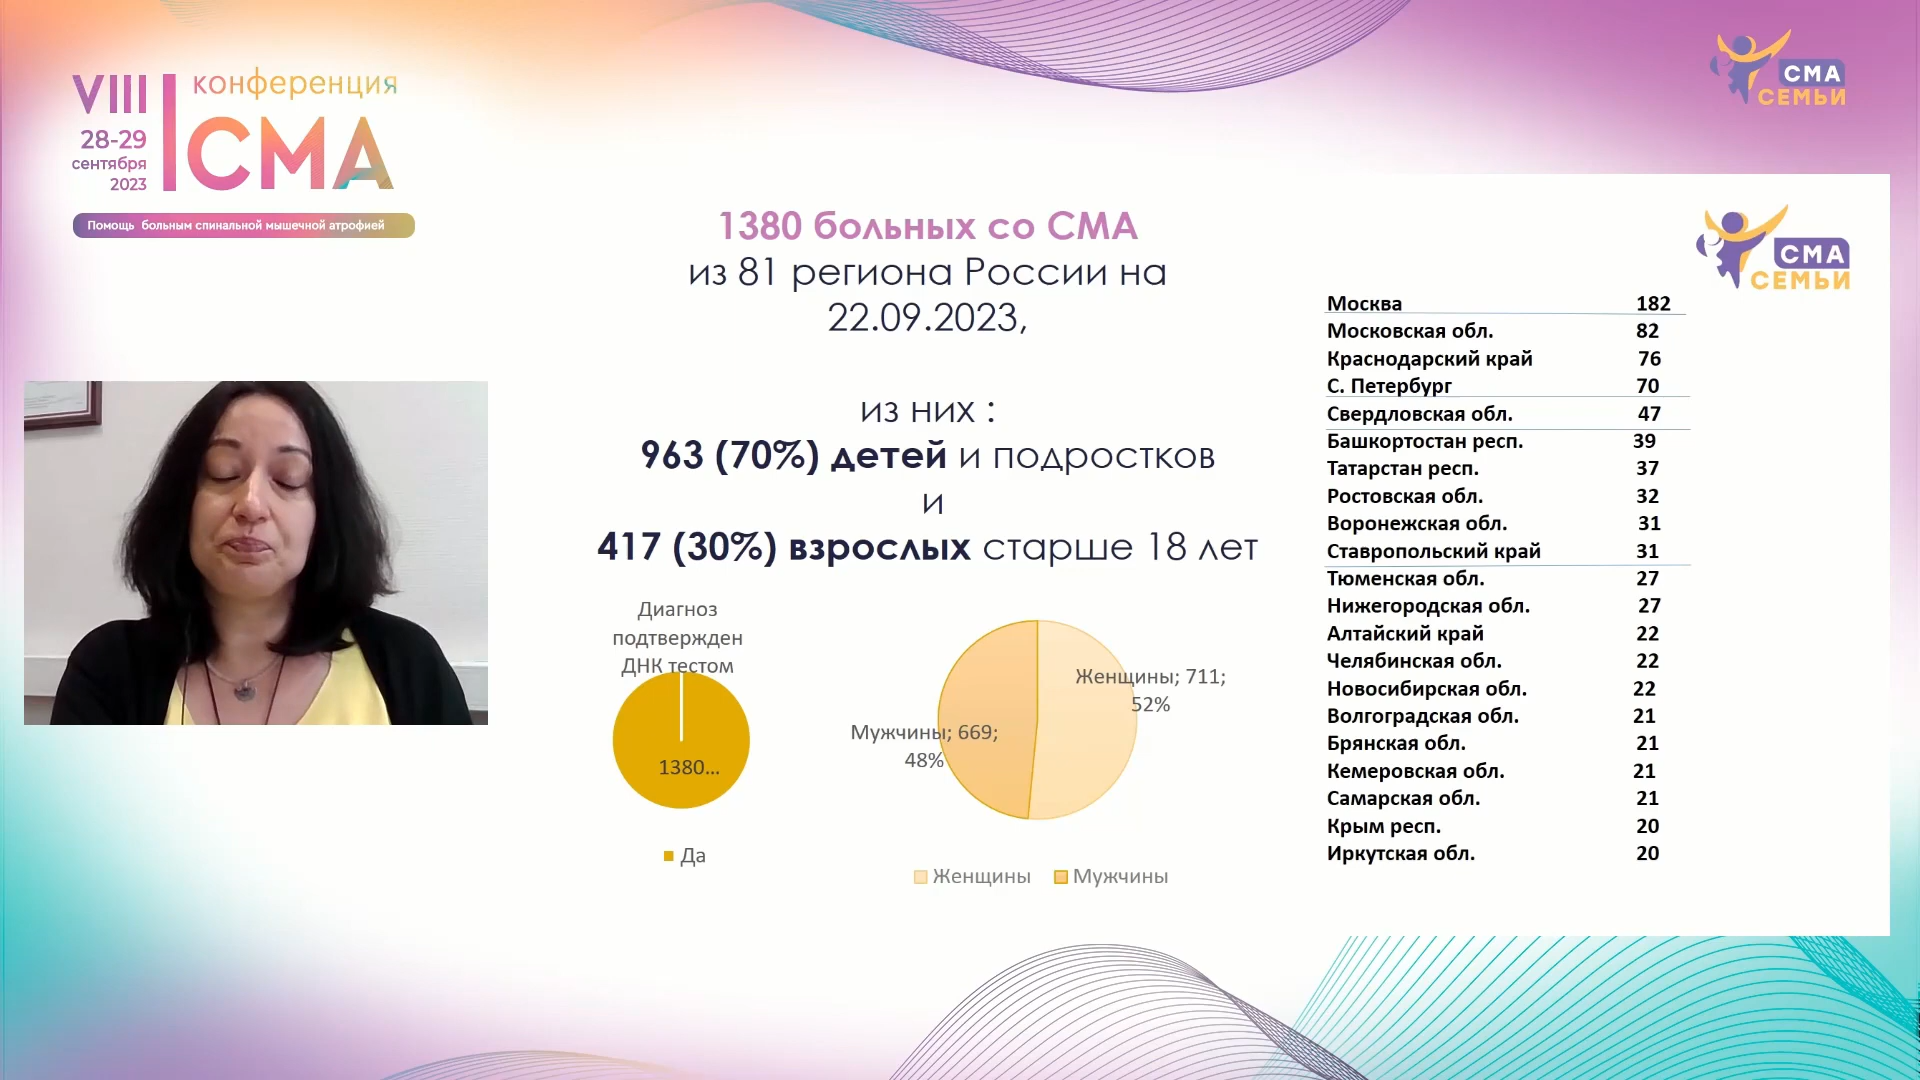 VIII
28-29
сентября
2023
конференция
СМА
Помощь больным спинальной мышечной атрофией
СМА
СЕМЬИ
1380 больных со СМА
из 81 региона России на
22.09.2023,
из них :
963 (70%) детей и подростков
и
417 (30%) взрослых старше 18 лет
Диагноз
подтвержден
ДНК тестом
1380...
Да
Женщины; 711;
52%
Мужчины; 669;
48%
Женщины Мужчины
СМА
СЕМЬИ
Москва 182
Московская обл. 82
Краснодарский край 76
С. Петербург 70
Свердловская обл. 47
Башкортостан респ. 39
Татарстан респ. 37
Ростовская обл. 32
Воронежская обл. 31
Ставропольский край 31
Тюменская обл. 27
Нижегородская обл. 27
Алтайский край 22
Челябинская обл. 22
Новосибирская обл. 22
Волгоградская обл. 21
Брянская обл. 21
Кемеровская обл. 21
Самарская обл. 21
Крым респ. 20
Иркутская обл. 20